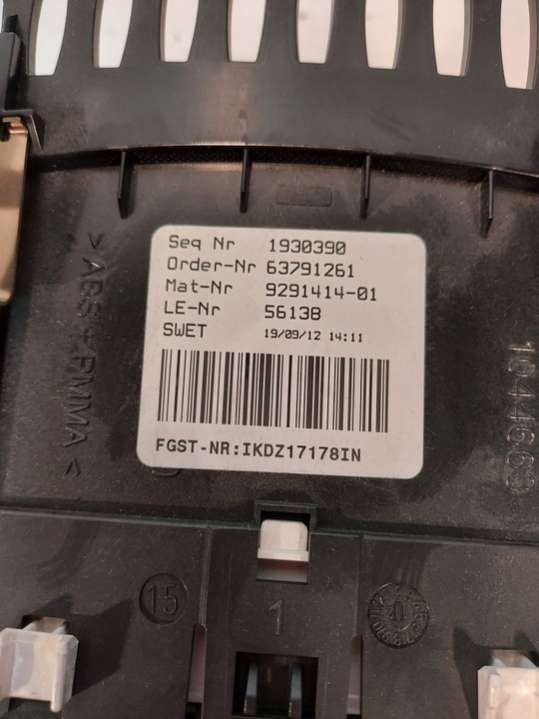 Seq Nr 1930390
Order-Nr 63791261
Mat-Nr 9291414-01
LE-Nr 56138
SWET 19/09/12 14:11
FGST-NR:IKDZ17178IN
>ABS+PMMA<
15
1